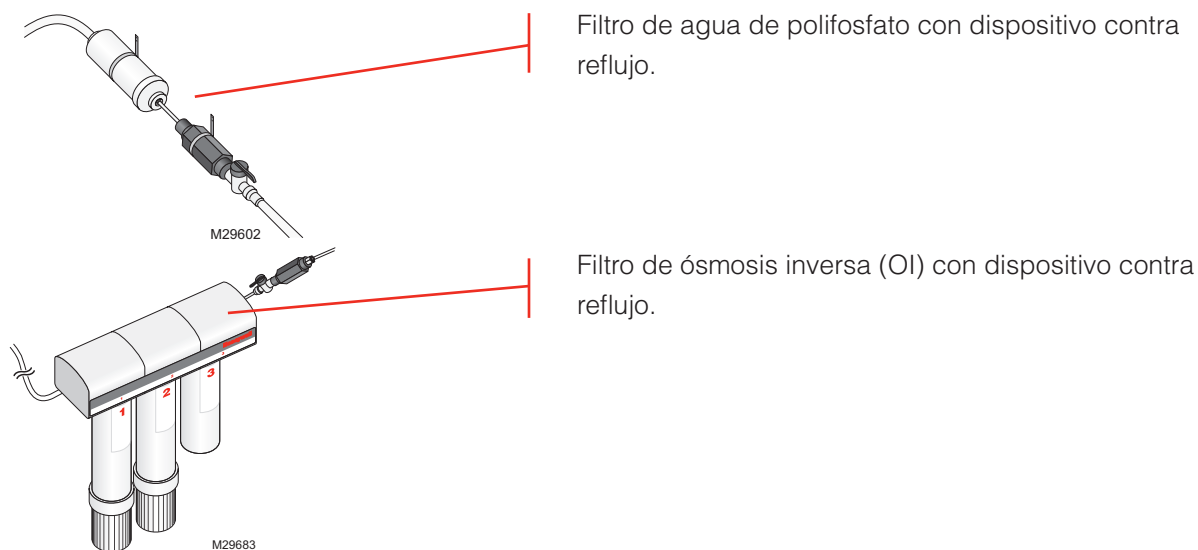 Filtro de agua de polifosfato con dispositivo contra
reflujo.
M29602
Filtro de ósmosis inversa (OI) con dispositivo contra
reflujo.
1
2
3
M29683